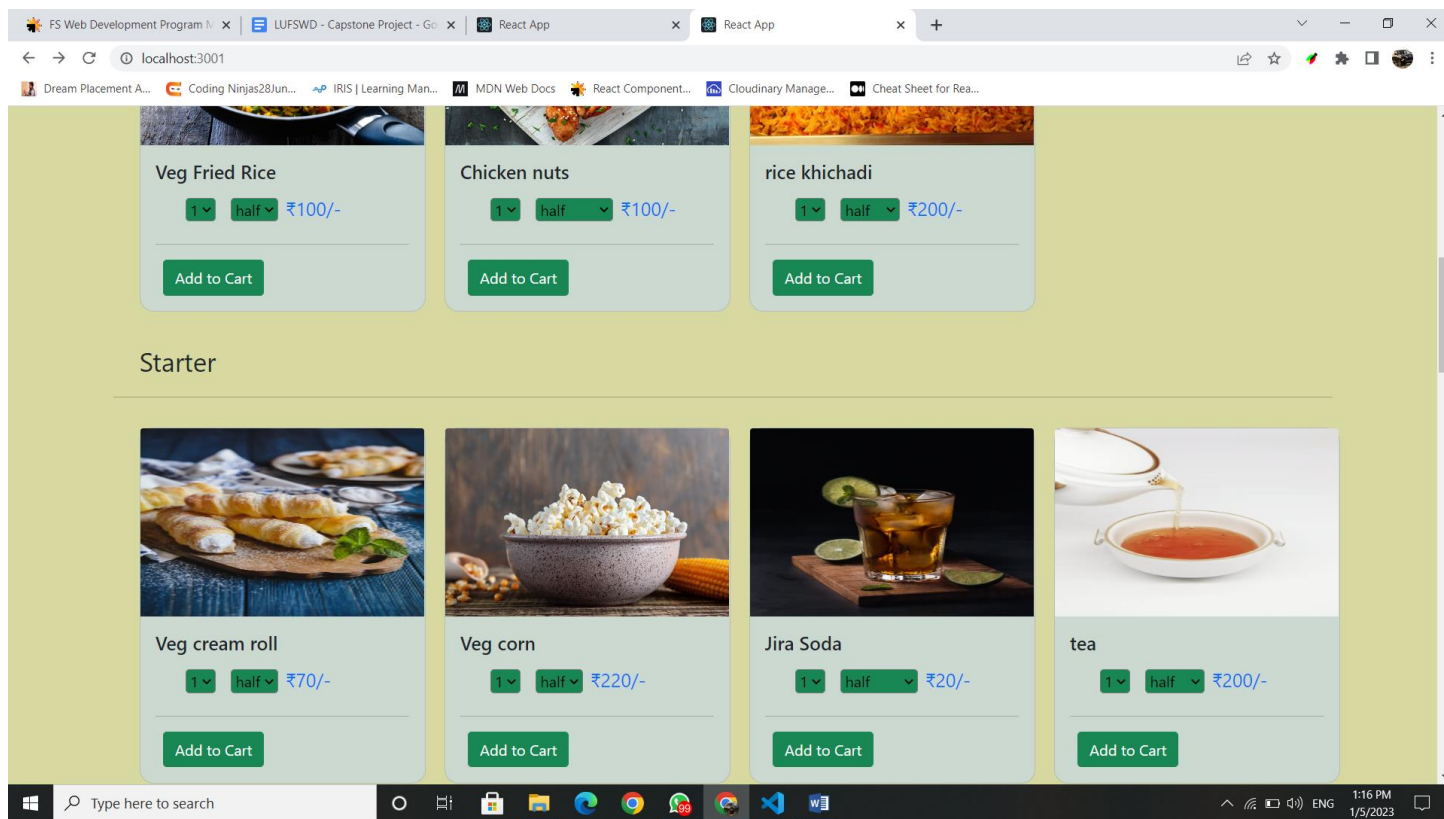 FS Web Development Program M
LUFSWD - Capstone Project - Go
React App
React App
localhost:3001
Dream Placement A...
Coding Ninjas28Jun...
IRIS | Learning Man...
MDN Web Docs
React Component...
Cloudinary Manage...
Cheat Sheet for Rea...
Veg Fried Rice
Chicken nuts
rice khichadi
1 half ₹100/-
1 half ₹100/-
1 half ₹200/-
Add to Cart
Add to Cart
Add to Cart
Starter
Veg cream roll
Veg corn
Jira Soda
tea
1 half ₹70/-
1 half ₹220/-
1 half ₹20/-
1 half ₹200/-
Add to Cart
Add to Cart
Add to Cart
Add to Cart
Type here to search
99
ENG
1:16 PM
1/5/2023